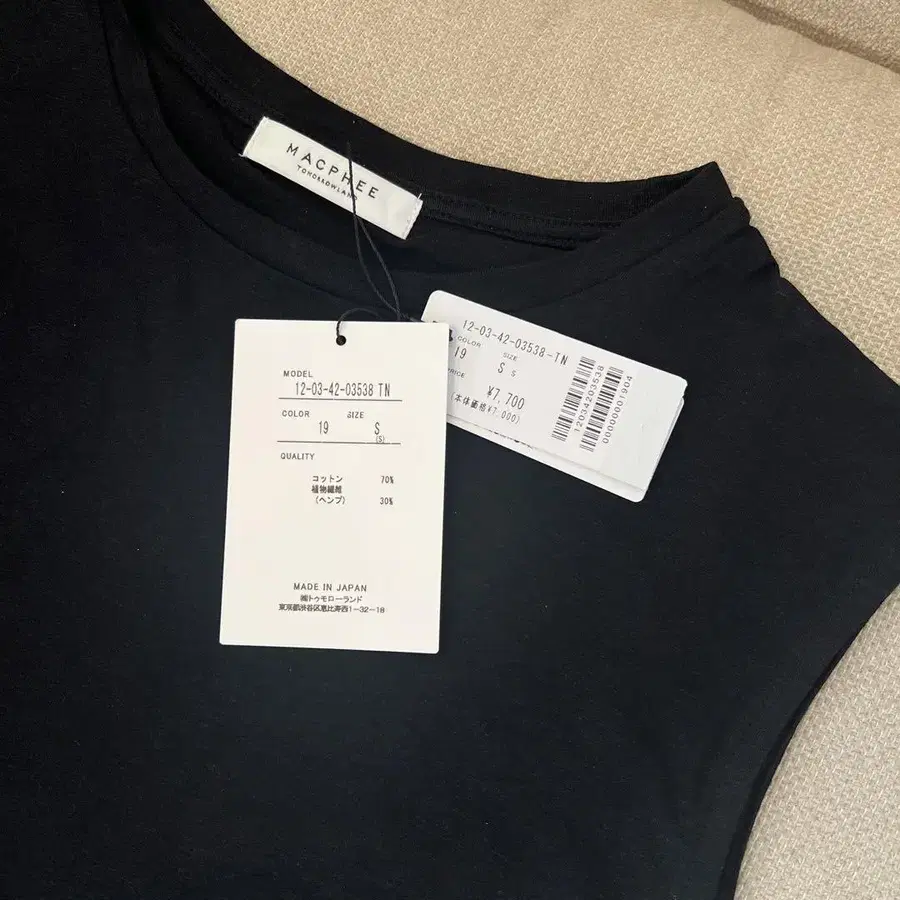 MACPHEE
TOMORROWLAND
MODEL
12-03-42-03538 TN
COLOR SIZE
19 S
(S)
QUALITY
コットン 70%
植物繊維
(ヘンプ) 30%
MADE IN JAPAN
㈱トゥモローランド
東京都渋谷区恵比寿西1-32-18
12-03-42-03538-TN
COLOR SIZE
19 S S
PRICE
¥7,700
(本体価格¥7,000)
12034203538
00000001904